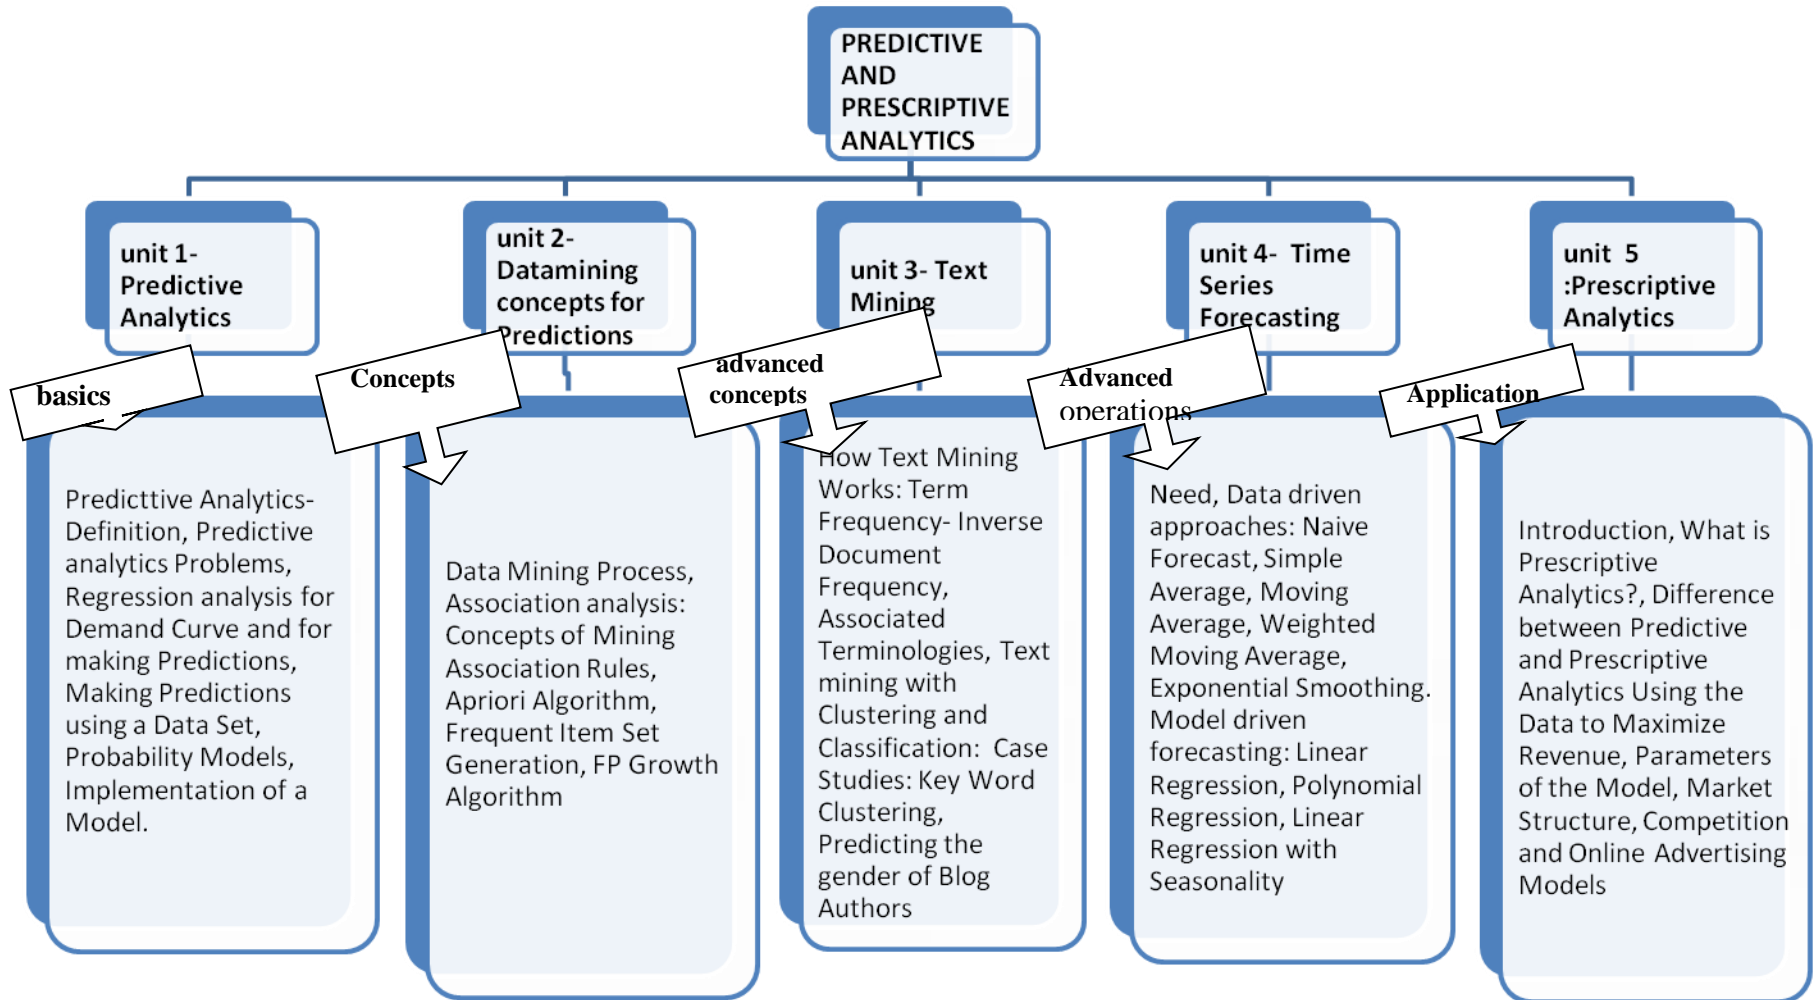 PREDICTIVE
AND
PRESCRIPTIVE
ANALYTICS
unit 1-
Predictive
Analytics
unit 2-
Datamining
concepts for
Predictions
unit 3- Text
Mining
unit 4-  Time
Series
Forecasting
unit  5
:Prescriptive
Analytics
basics
Concepts
advanced
concepts
Advanced
operations
Application
Predicttive Analytics-
Definition, Predictive
analytics Problems,
Regression analysis for
Demand Curve and for
making Predictions,
Making Predictions
using a Data Set,
Probability Models,
Implementation of a
Model.
Data Mining Process,
Association analysis:
Concepts of Mining
Association Rules,
Apriori Algorithm,
Frequent Item Set
Generation, FP Growth
Algorithm
How Text Mining
Works: Term
Frequency- Inverse
Document
Frequency,
Associated
Terminologies, Text
mining with
Clustering and
Classification:  Case
Studies: Key Word
Clustering,
Predicting the
gender of Blog
Authors
Need, Data driven
approaches: Naive
Forecast, Simple
Average, Moving
Average, Weighted
Moving Average,
Exponential Smoothing.
Model driven
forecasting: Linear
Regression, Polynomial
Regression, Linear
Regression with
Seasonality
Introduction, What is
Prescriptive
Analytics?, Difference
between Predictive
and Prescriptive
Analytics Using the
Data to Maximize
Revenue, Parameters
of the Model, Market
Structure, Competition
and Online Advertising
Models